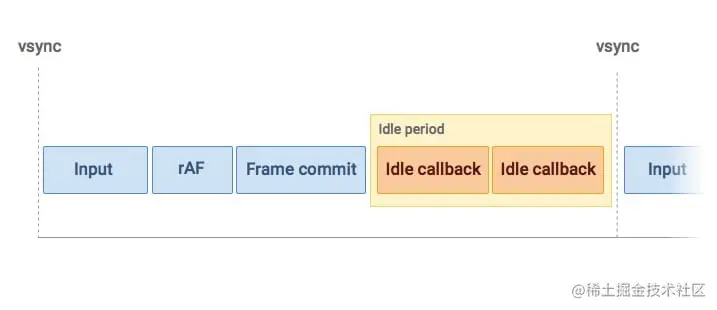 vsync
vsync
Idle period
Input
rAF
Frame commit
Idle callback
Idle callback
Input
@稀土掘金技术社区